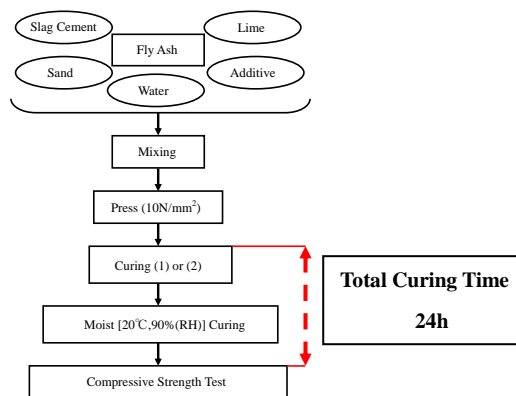 Slag Cement
Lime
Fly Ash
Sand
Additive
Water
Mixing
Press (10N/mm²)
Curing (1) or (2)
Total Curing Time
24h
Moist [20℃,90%(RH)] Curing
Compressive Strength Test